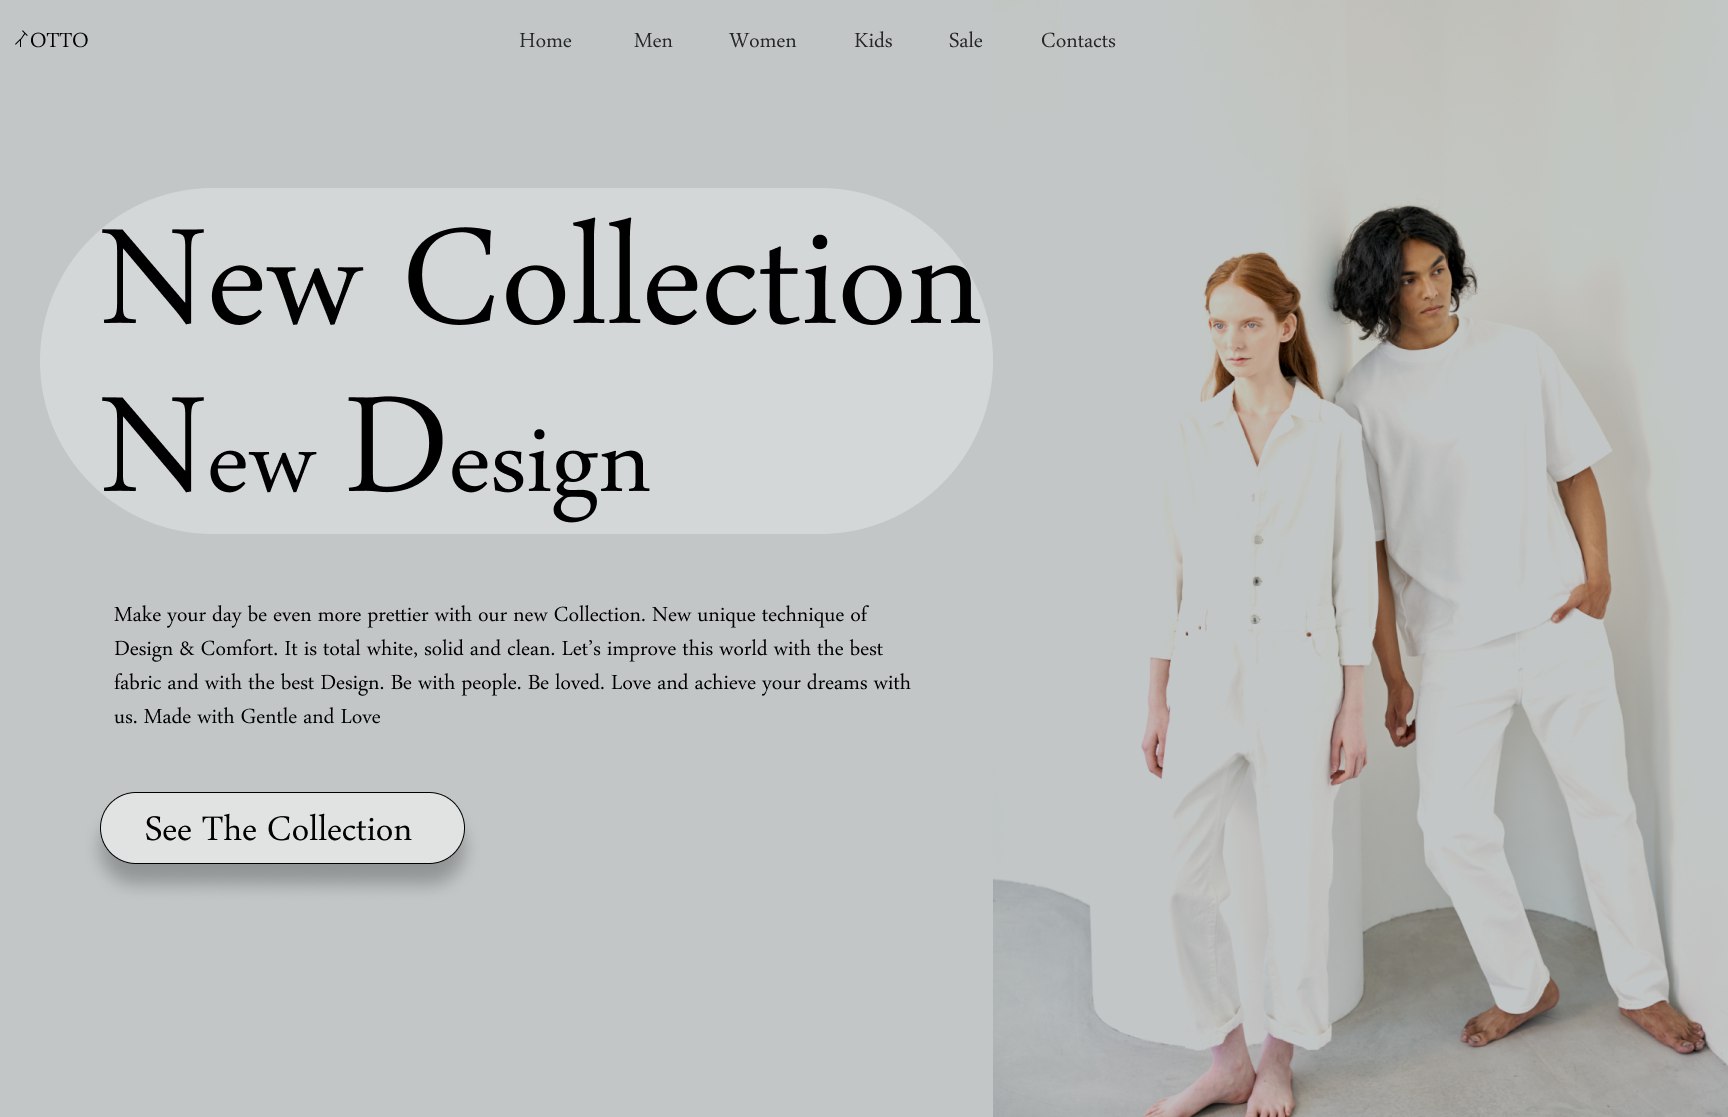 OTTO
Home Men Women Kids Sale Contacts
New Collection
New Design
Make your day be even more prettier with our new Collection. New unique technique of
Design & Comfort. It is total white, solid and clean. Let’s improve this world with the best
fabric and with the best Design. Be with people. Be loved. Love and achieve your dreams with
us. Made with Gentle and Love
See The Collection